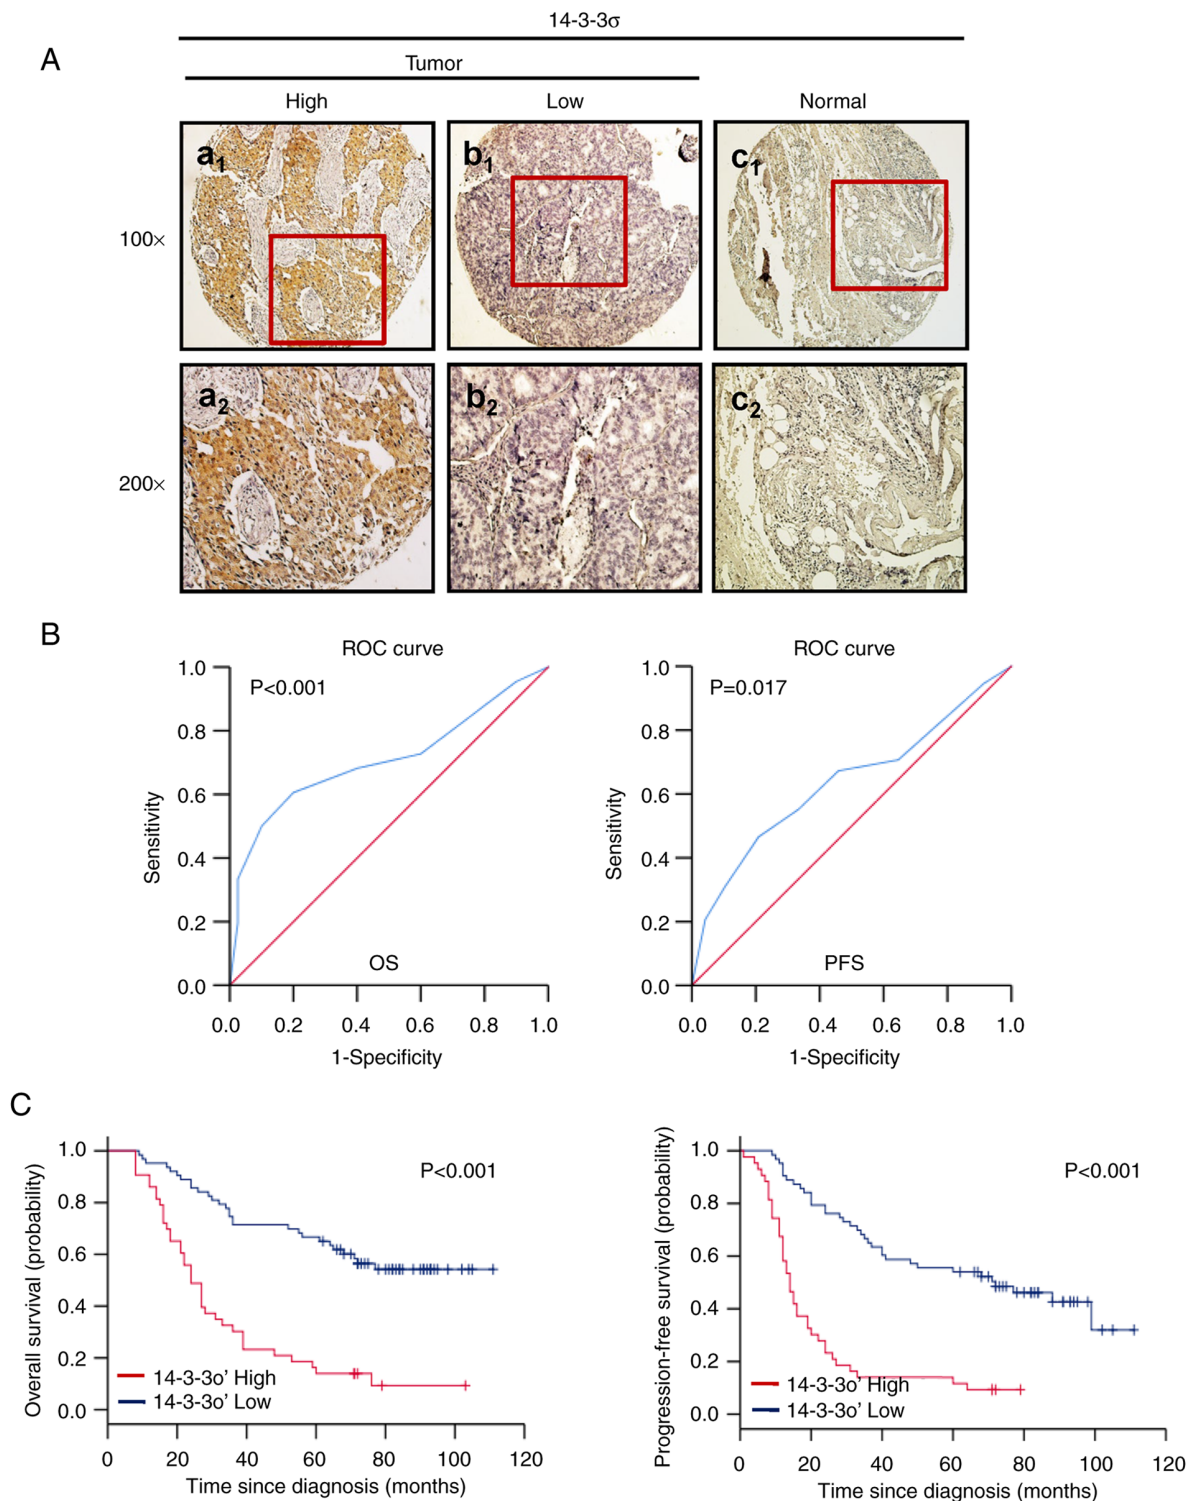 14-3-3σ
A
Tumor
High
Low
Normal
a1
b1
c1
100×
a2
b2
c2
200×
B
ROC curve
P<0.001
1.0
0.8
0.6
0.4
0.2
0.0
Sensitivity
OS
0.0 0.2 0.4 0.6 0.8 1.0
1-Specificity
ROC curve
P=0.017
1.0
0.8
0.6
0.4
0.2
0.0
Sensitivity
PFS
0.0 0.2 0.4 0.6 0.8 1.0
1-Specificity
C
Overall survival (probability)
1.0
0.8
0.6
0.4
0.2
0.0
P<0.001
14-3-3o' High
14-3-3o' Low
0 20 40 60 80 100 120
Time since diagnosis (months)
Progression-free survival (probability)
1.0
0.8
0.6
0.4
0.2
0.0
P<0.001
14-3-3o' High
14-3-3o' Low
0 20 40 60 80 100 120
Time since diagnosis (months)